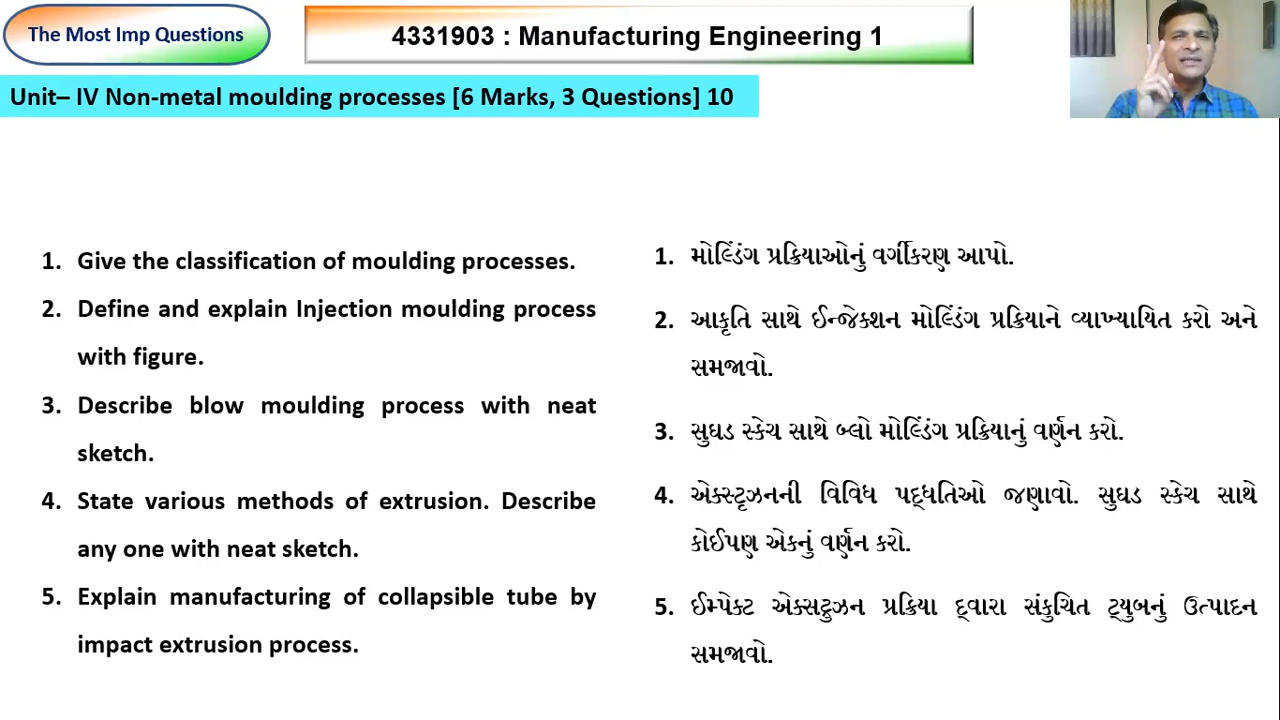 The Most Imp Questions
4331903 : Manufacturing Engineering 1
Unit– IV Non-metal moulding processes [6 Marks, 3 Questions] 10
1. Give the classification of moulding processes.
2. Define and explain Injection moulding process
with figure.
3. Describe blow moulding process with neat
sketch.
4. State various methods of extrusion. Describe
any one with neat sketch.
5. Explain manufacturing of collapsible tube by
impact extrusion process.
1. મોલ્ડિંગ પ્રક્રિયાઓનું વર્ગીકરણ આપો.
2. આકૃતિ સાથે ઈન્જેક્શન મોલ્ડિંગ પ્રક્રિયાને વ્યાખ્યાયિત કરો અને
સમજાવો.
3. સુઘડ સ્કેચ સાથે બ્લો મોલ્ડિંગ પ્રક્રિયાનું વર્ણન કરો.
4. એક્સ્ટ્રૂઝનની વિવિધ પદ્ધતિઓ જણાવો. સુઘડ સ્કેચ સાથે
કોઈપણ એકનું વર્ણન કરો.
5. ઈમ્પેક્ટ એક્સટ્રુઝન પ્રક્રિયા દ્વારા સંકુચિત ટ્યુબનું ઉત્પાદન
સમજાવો.